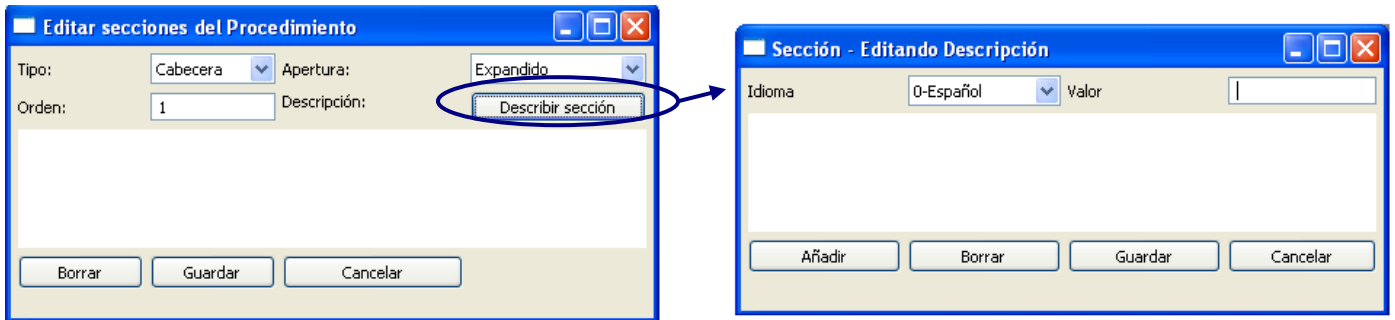 Editar secciones del Procedimiento
Tipo: Cabecera Apertura: Expandido
Orden: 1 Descripción: Describir sección
Borrar Guardar Cancelar
Sección - Editando Descripción
Idioma 0-Español Valor
Añadir Borrar Guardar Cancelar